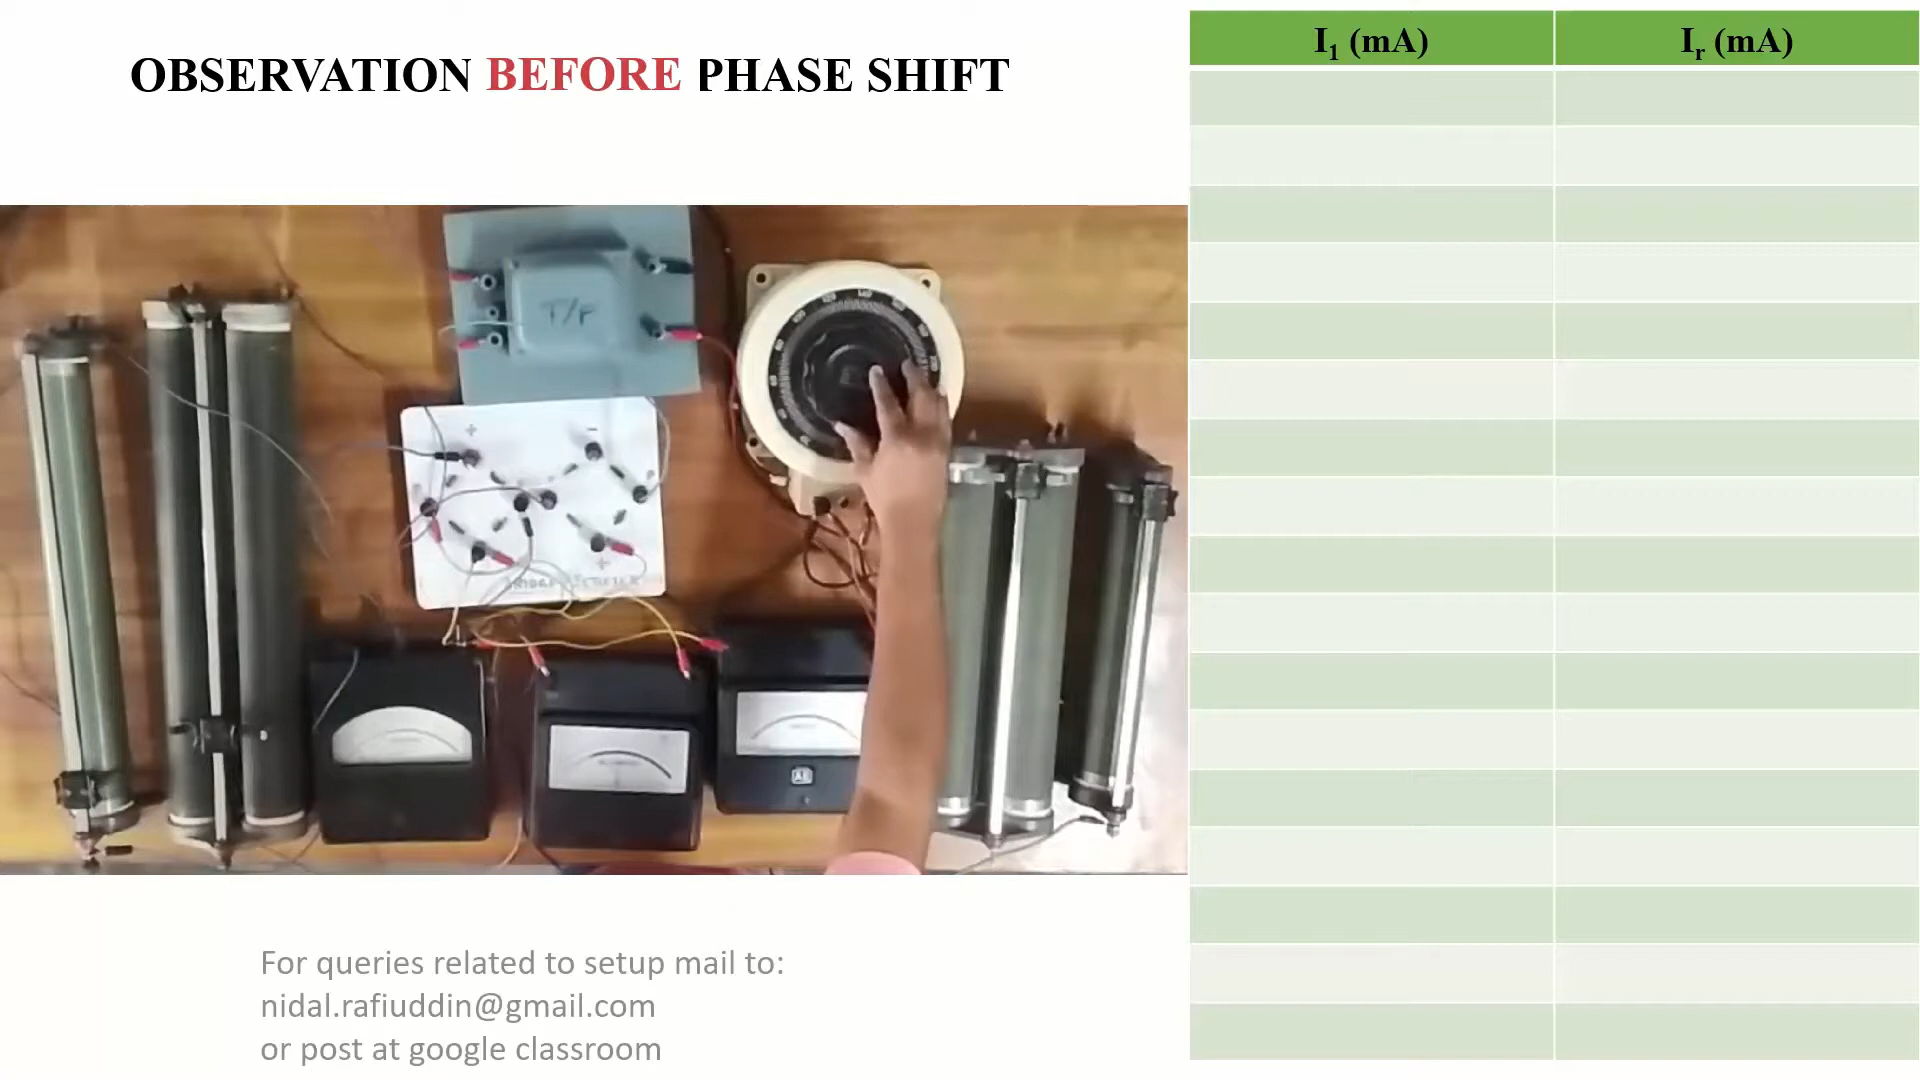 OBSERVATION BEFORE PHASE SHIFT
I₁ (mA) Iᵣ (mA)
T/F
For queries related to setup mail to:
nidal.rafiuddin@gmail.com
or post at google classroom